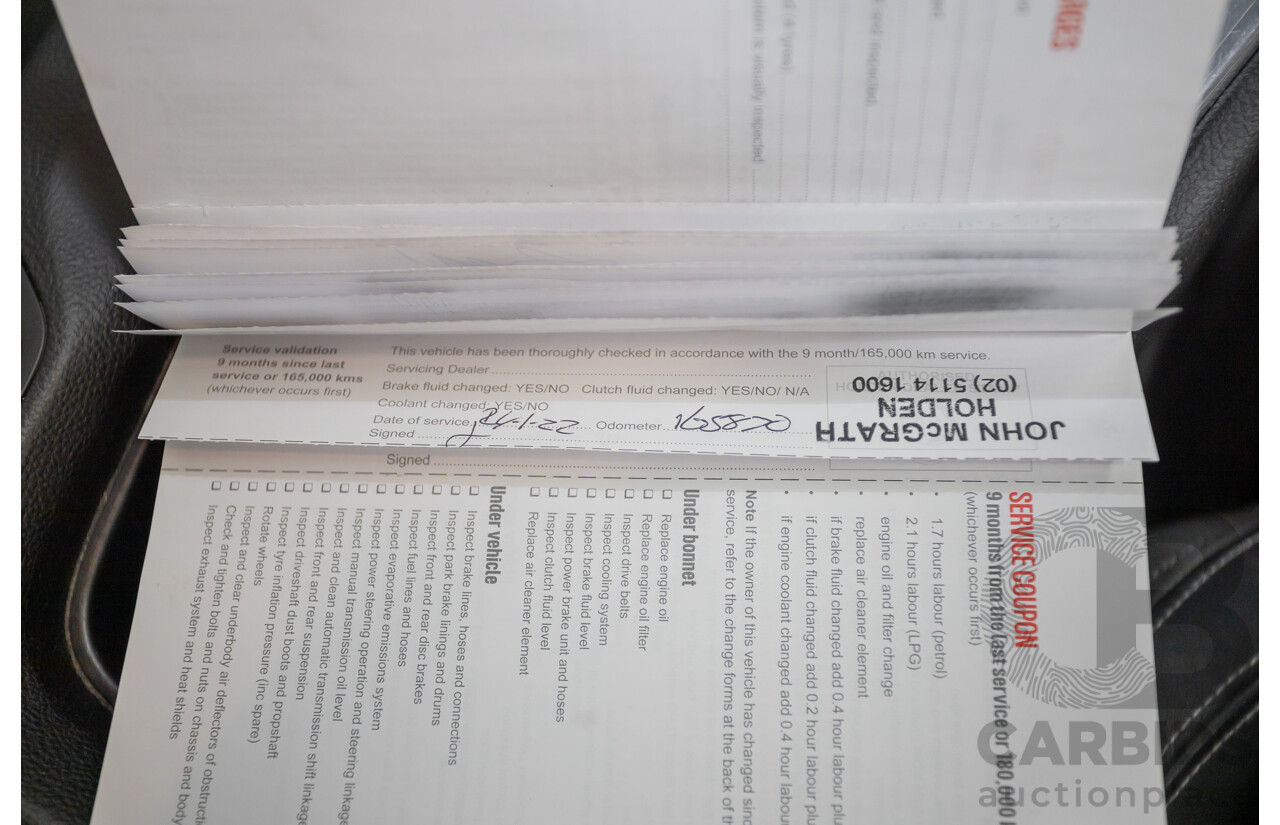 RGES
and inspected
(4 tyres)
is visually inspected
Service validation
9 months since last
service or 165,000 kms
(whichever occurs first)
This vehicle has been thoroughly checked in accordance with the 9 month/165,000 km service.
Servicing Dealer
Brake fluid changed: YES/NO Clutch fluid changed: YES/NO/ N/A
Coolant changed: YES/NO
Date of service 24-1-22 Odometer 165870
Signed
AUTHORISED
JOHN McGRATH
HOLDEN
(02) 5114 1600
Signed
SERVICE COUPON
9 months from the last service or 180,000
(whichever occurs first)
• 1.7 hours labour (petrol)
• 2.1 hours labour (LPG)
engine oil and filter change
replace air cleaner element
• if brake fluid changed add 0.4 hour labour plu
• if clutch fluid changed add 0.2 hour labour plu
• if engine coolant changed add 0.4 hour labou
Note If the owner of this vehicle has changed sinc
service, refer to the change forms at the back of th
Under bonnet
❏ Replace engine oil
❏ Replace engine oil filter
❏ Inspect drive belts
❏ Inspect cooling system
❏ Inspect brake fluid level
❏ Inspect power brake unit and hoses
❏ Inspect clutch fluid level
❏ Replace air cleaner element
Under vehicle
❏ Inspect brake lines, hoses and connections
❏ Inspect park brake linings and drums
❏ Inspect front and rear disc brakes
❏ Inspect fuel lines and hoses
❏ Inspect evaporative emissions system
❏ Inspect power steering operation and steering linkage
❏ Inspect manual transmission oil level
❏ Inspect and clean automatic transmission shift linkage
❏ Inspect front and rear suspension
❏ Inspect driveshaft dust boots and propshaft
❏ Inspect tyre inflation pressure (inc spare)
❏ Rotate wheels
❏ Inspect and clear underbody air deflectors of obstructi
❏ Check and tighten bolts and nuts on chassis and body
❏ Inspect exhaust system and heat shields
CARB
auctionp